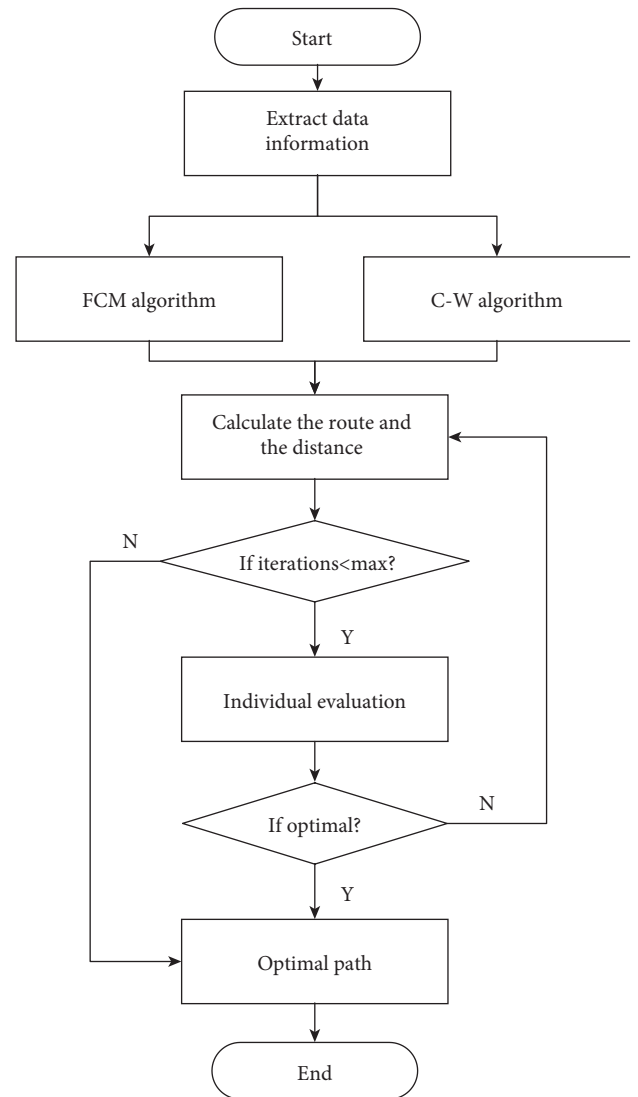 Start
Extract data
information
FCM algorithm
C-W algorithm
Calculate the route and
the distance
N
If iterations<max?
Y
Individual evaluation
N
If optimal?
Y
Optimal path
End